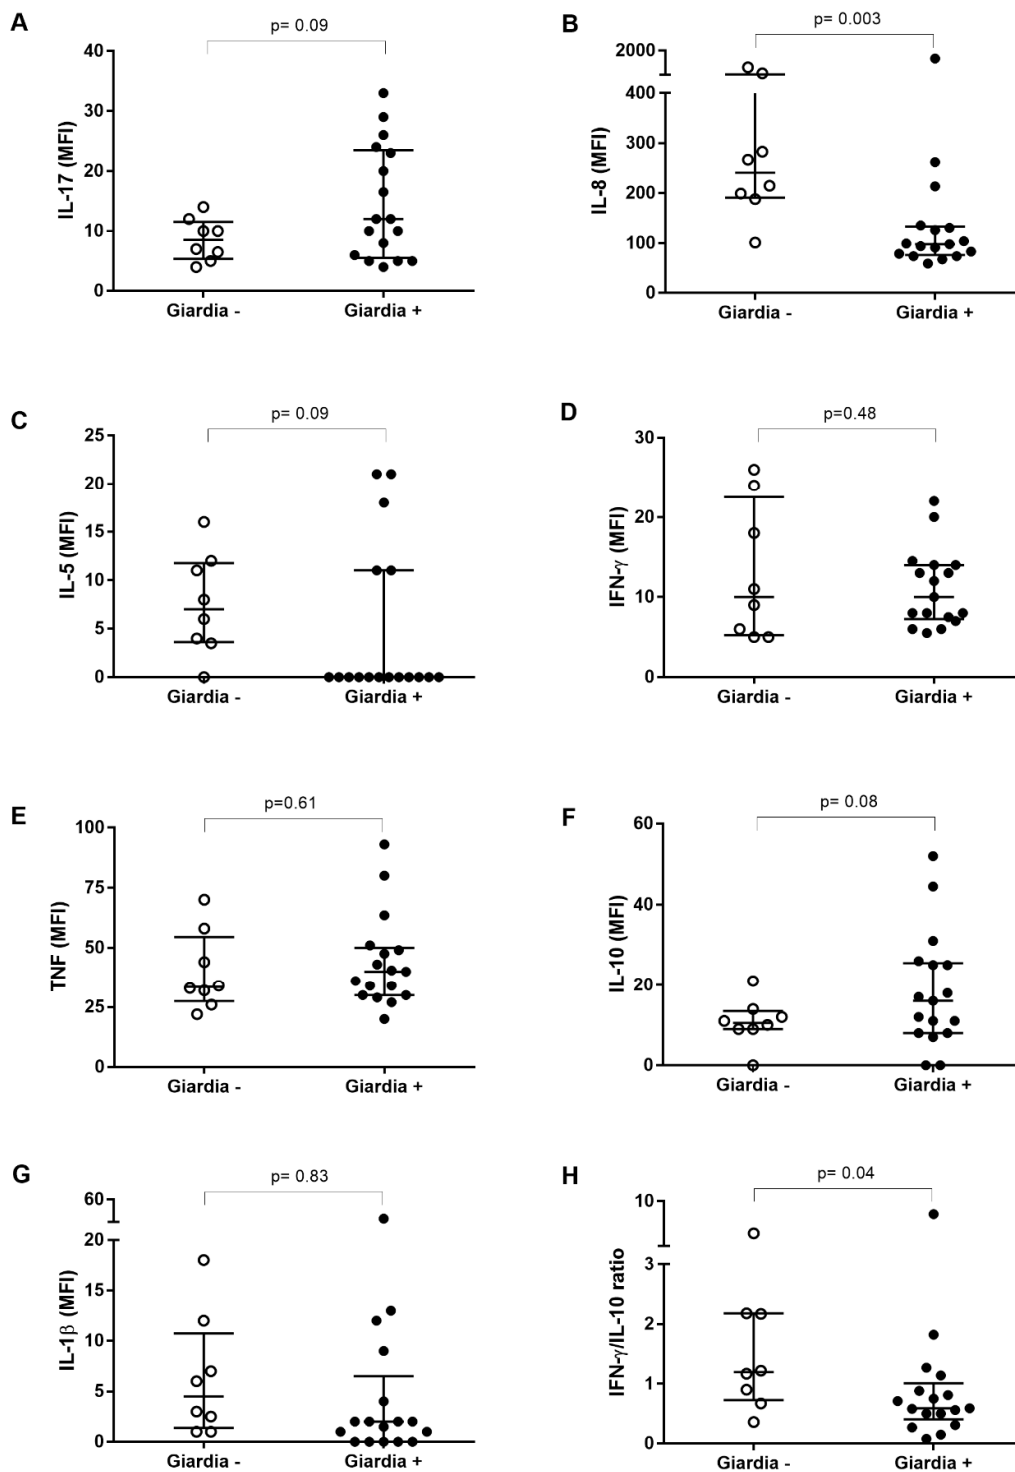 A
p= 0.09
40
30
20
10
0
IL-17 (MFI)
Giardia -
Giardia +
B
p= 0.003
2000
400
300
200
100
0
IL-8 (MFI)
Giardia -
Giardia +
C
p= 0.09
25
20
15
10
5
0
IL-5 (MFI)
Giardia -
Giardia +
D
p=0.48
30
20
10
0
IFN-γ (MFI)
Giardia -
Giardia +
E
p=0.61
100
75
50
25
0
TNF (MFI)
Giardia -
Giardia +
F
p= 0.08
60
40
20
0
IL-10 (MFI)
Giardia -
Giardia +
G
p= 0.83
60
20
15
10
5
0
IL-1β (MFI)
Giardia -
Giardia +
H
p= 0.04
10
3
2
1
0
IFN-γ/IL-10 ratio
Giardia -
Giardia +